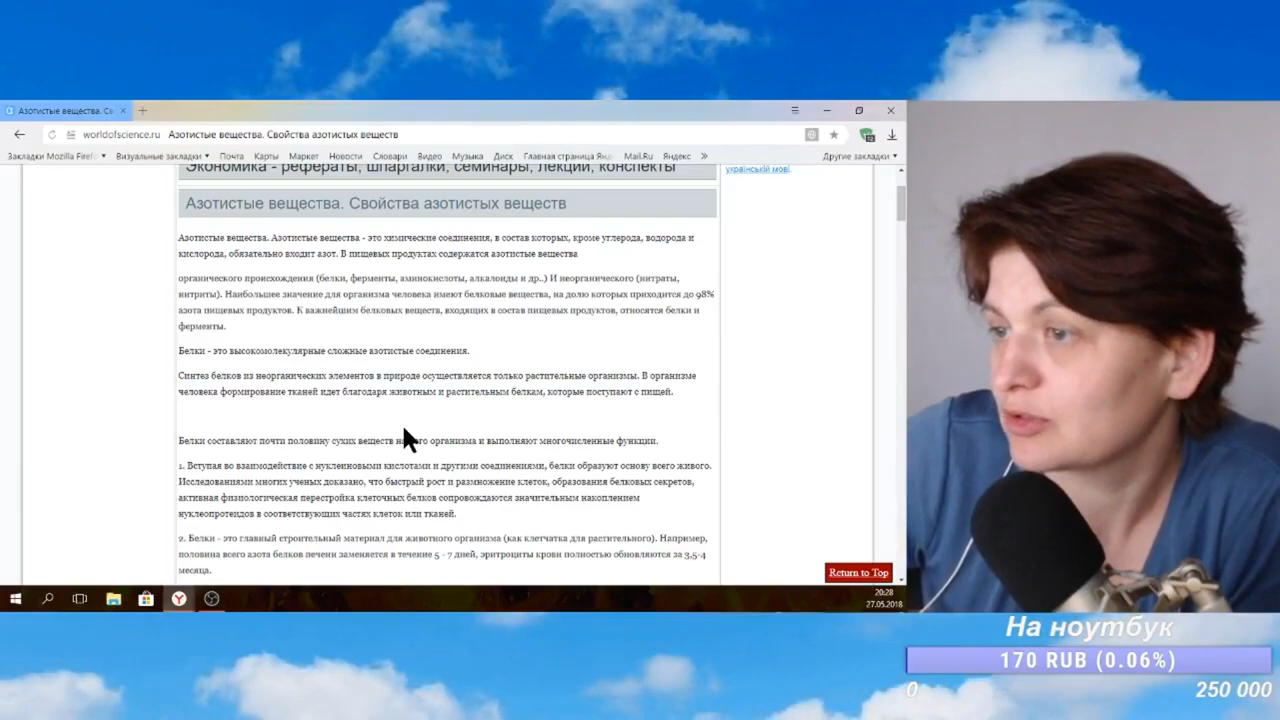 Азотистые вещества. Св
worldofscience.ru Азотистые вещества. Свойства азотистых веществ
Закладки Mozilla Firef Визуальные закладки Почта Карты Маркет Новости Словари Видео Музыка Диск Главная страница Янд Mail.Ru Яндекс » Другие закладки
Экономика - рефераты, шпаргалки, семинары, лекции, конспекты
українській мові.
Азотистые вещества. Свойства азотистых веществ
Азотистые вещества. Азотистые вещества - это химические соединения, в состав которых, кроме углерода, водорода и
кислорода, обязательно входит азот. В пищевых продуктах содержатся азотистые вещества
органического происхождения (белки, ферменты, аминокислоты, алкалоиды и др..) И неорганического (нитраты,
нитриты). Наибольшее значение для организма человека имеют белковые вещества, на долю которых приходится до 98%
азота пищевых продуктов. К важнейшим белковых веществ, входящих в состав пищевых продуктов, относятся белки и
ферменты.
Белки - это высокомолекулярные сложные азотистые соединения.
Синтез белков из неорганических элементов в природе осуществляется только растительные организмы. В организме
человека формирование тканей идет благодаря животным и растительным белкам, которые поступают с пищей.
Белки составляют почти половину сухих веществ организма и выполняют многочисленные функции.
1. Вступая во взаимодействие с нуклеиновыми кислотами и другими соединениями, белки образуют основу всего живого.
Исследованиями многих ученых доказано, что быстрый рост и размножение клеток, образования белковых секретов,
активная физиологическая перестройка клеточных белков сопровождаются значительным накоплением
нуклеопротеидов в соответствующих частях клеток или тканей.
2. Белки - это главный строительный материал для животного организма (как клетчатка для растительного). Например,
половина всего азота белков печени заменяется в течение 5 - 7 дней, эритроциты крови полностью обновляются за 3,5-4
месяца.
Return to Top
20:28
27.05.2018
На ноутбук
170 RUB (0.06%)
0 250 000